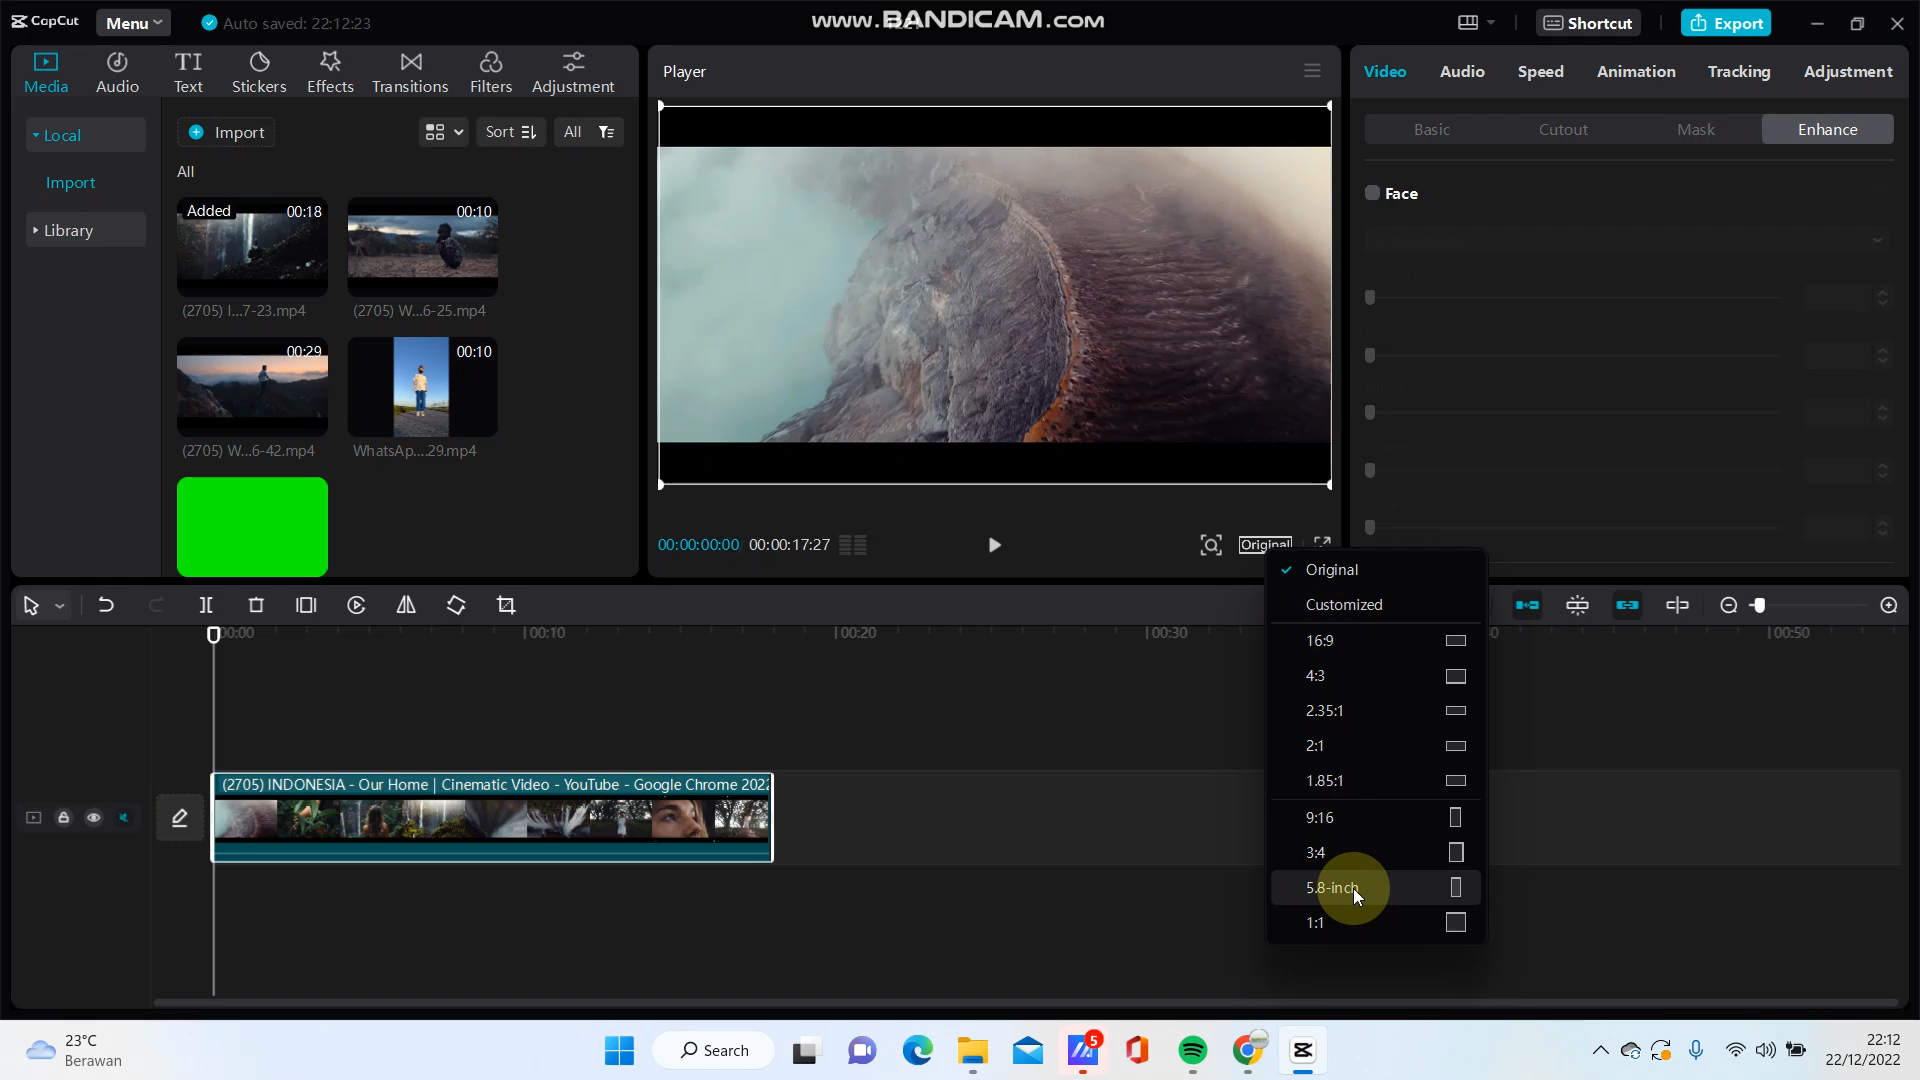 CapCut Menu Auto saved: 22:12:23 www.BANDICAM.com Shortcut Export
Media Audio Text Stickers Effects Transitions Filters Adjustment
Player
Video Audio Speed Animation Tracking Adjustment
Local
Import
Library
Import Sort All
All
Added 00:18
00:10
(2705) I...7-23.mp4
(2705) W...6-25.mp4
00:29
00:10
(2705) W...6-42.mp4
WhatsAp....29.mp4
Basic Cutout Mask Enhance
Face
00:00:00:00 00:00:17:27
Original
Original
Customized
16:9
4:3
2.35:1
2:1
1.85:1
9:16
3:4
5.8-inch
1:1
00:00 00:10 00:20 00:30 00:50
(2705) INDONESIA - Our Home | Cinematic Video - YouTube - Google Chrome 2022
23°C
Berawan
Search
5
22:12
22/12/2022